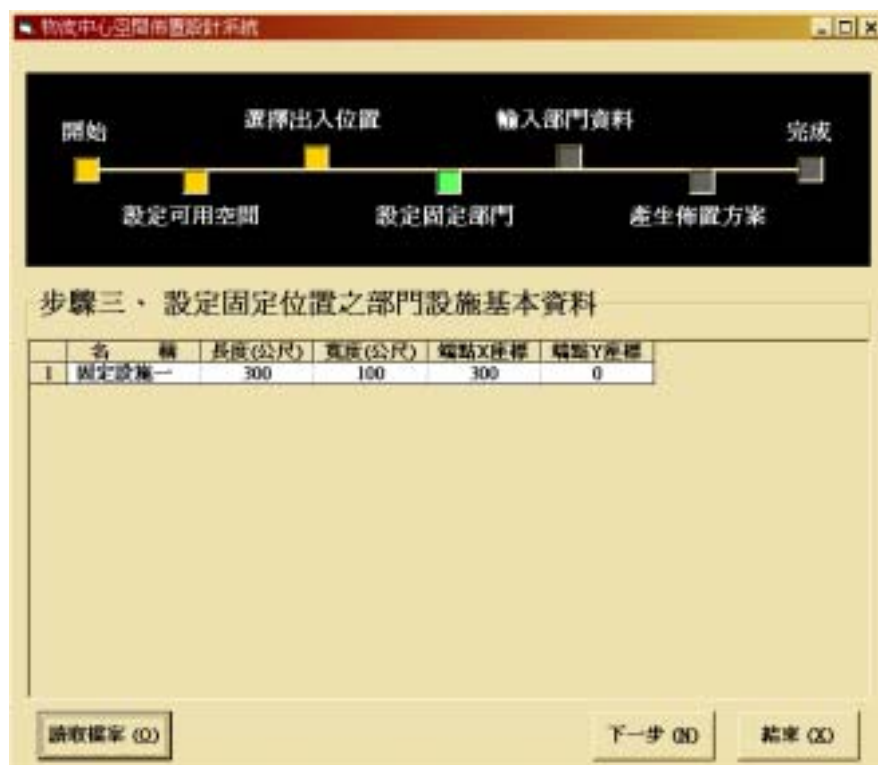 物流中心空間佈置設計系統
選擇出入位置 輸入部門資料
開始 完成
設定可用空間 設定固定部門 產生佈置方案
步驟三、設定固定位置之部門設施基本資料
名 稱 長度(公尺) 寬度(公尺) 端點X座標 端點Y座標
1 固定設施一 300 100 300 0
讀取檔案 (O) 下一步 (N) 結束 (X)